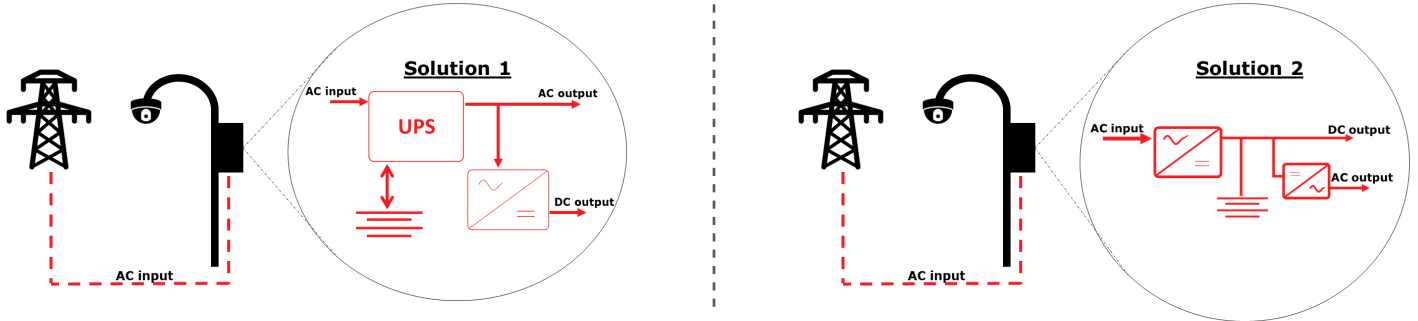 Solution 1
AC input
AC output
UPS
DC output
AC input
Solution 2
AC input
DC output
AC output
AC input